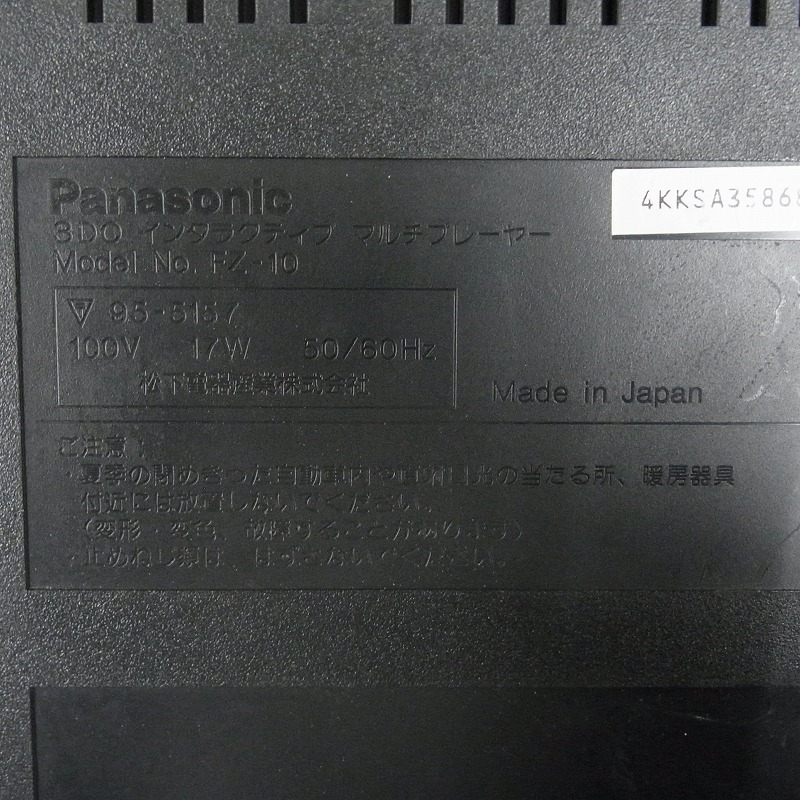 Panasonic
4KKSA35868
3DO インタラクティブ マルチプレーヤー
Model No. FZ-10
95-5157
100V 17W 50/60Hz
松下電器産業株式会社
Made in Japan
ご注意:
・夏季の閉めきった自動車内や直射日光の当たる所、暖房器具
付近には放置しないでください。
(変形・変色、故障することがあります)
・止めねじ類は、はずさないでください。